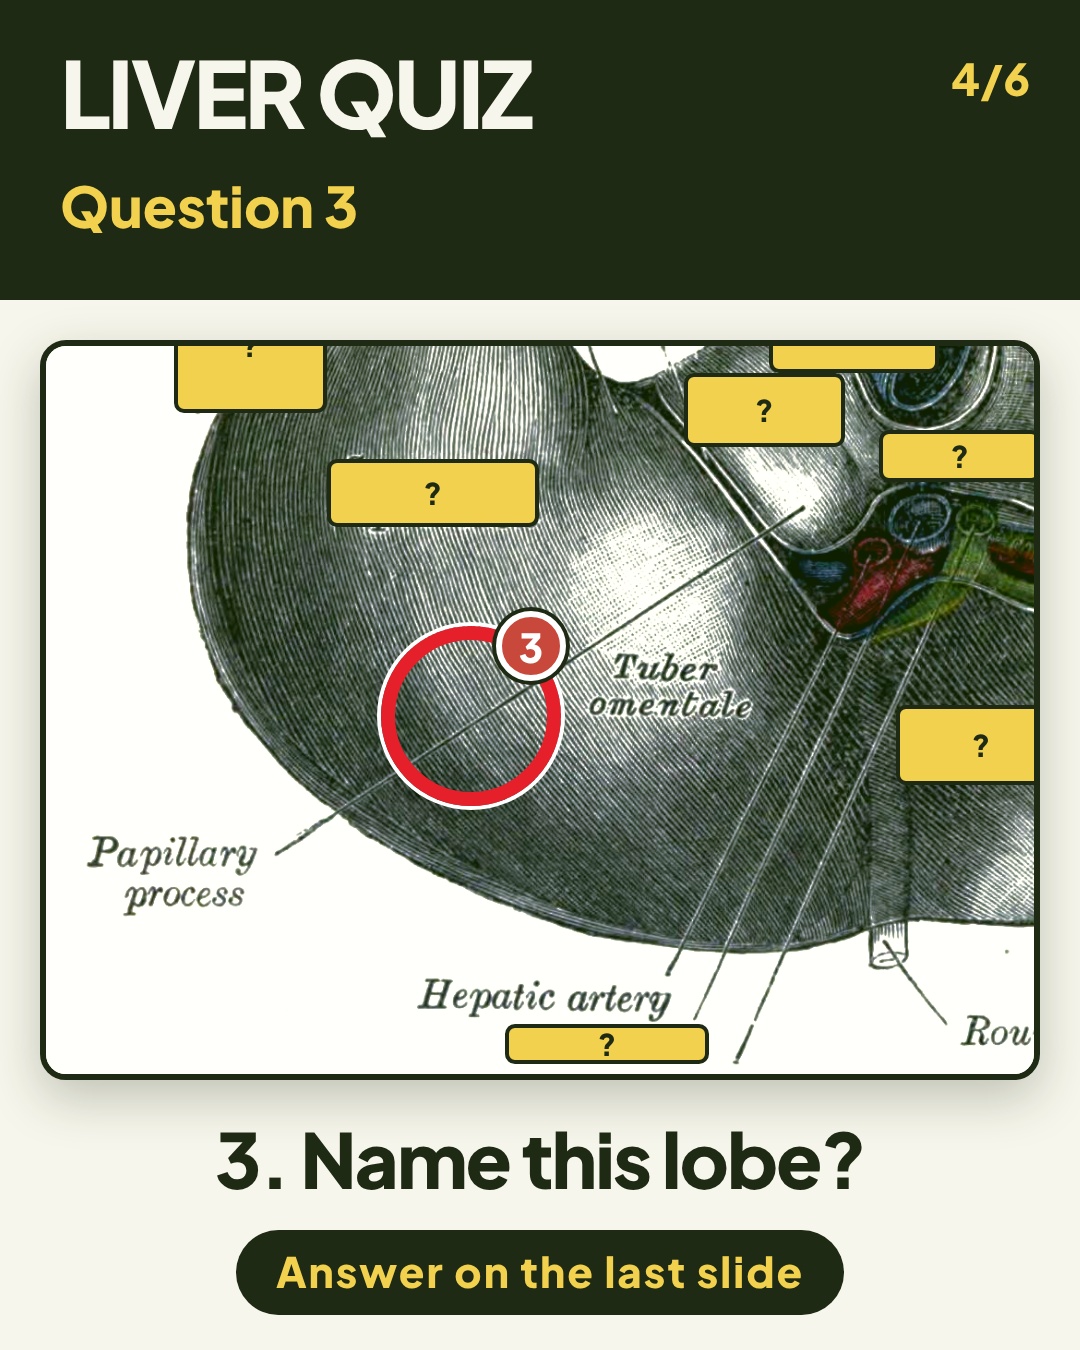 LIVER QUIZ
4/6
Question 3
?
?
?
?
3
Tuber
omentale
?
Papillary
process
Hepatic artery
?
Rou
3. Name this lobe?
Answer on the last slide